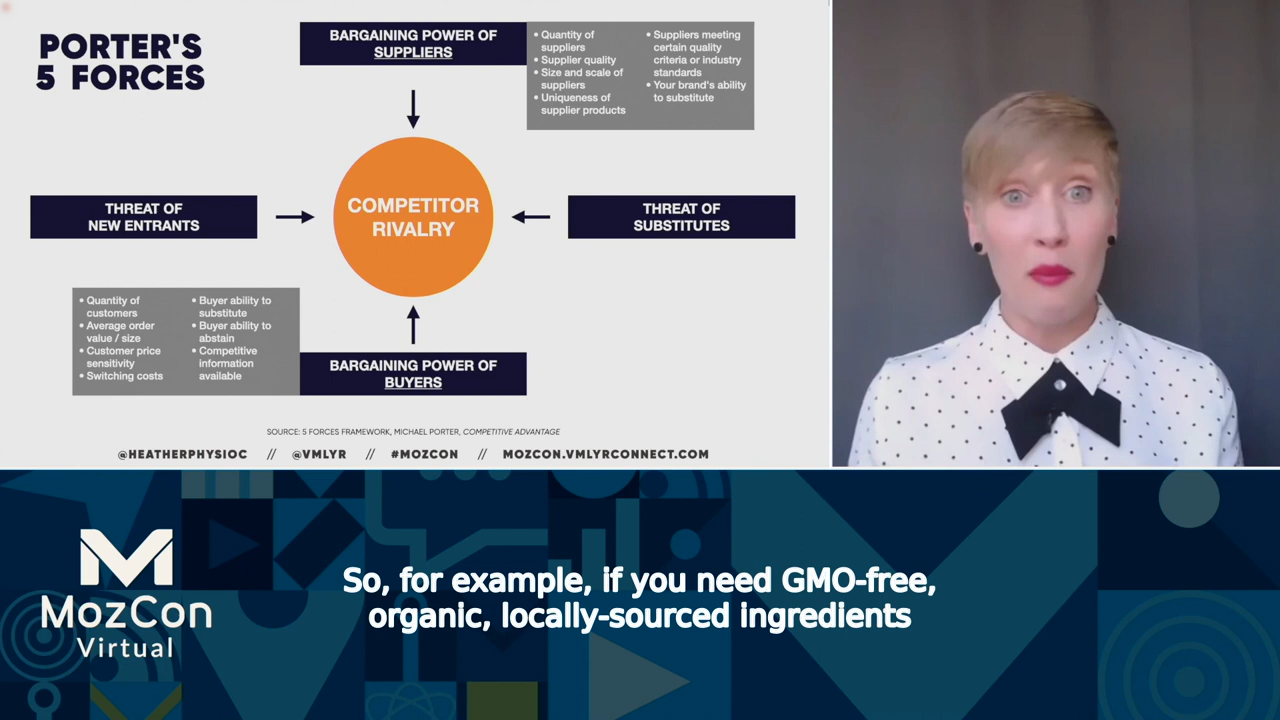 PORTER'S
5 FORCES
BARGAINING POWER OF
SUPPLIERS
• Quantity of
suppliers
• Supplier quality
• Size and scale of
suppliers
• Uniqueness of
supplier products
• Suppliers meeting
certain quality
criteria or industry
standards
• Your brand's ability
to substitute
THREAT OF
NEW ENTRANTS
COMPETITOR
RIVALRY
THREAT OF
SUBSTITUTES
• Quantity of
customers
• Average order
value / size
• Customer price
sensitivity
• Switching costs
• Buyer ability to
substitute
• Buyer ability to
abstain
• Competitive
information
available
BARGAINING POWER OF
BUYERS
SOURCE: 5 FORCES FRAMEWORK, MICHAEL PORTER, COMPETITIVE ADVANTAGE
@HEATHERPHYSIOC // @VMLYR // #MOZCON // MOZCON.VMLYRCONNECT.COM
M
MozCon
Virtual
So, for example, if you need GMO-free,
organic, locally-sourced ingredients